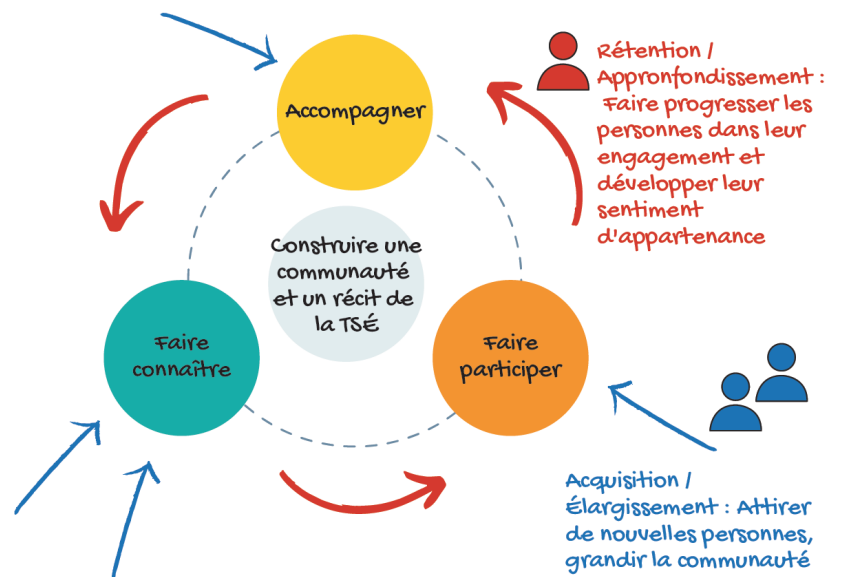 Accompagner
Rétention /
Appronfondissement :
Faire progresser les
personnes dans leur
engagement et
développer leur
sentiment
d'appartenance
Construire une
communauté
et un récit de
la TSÉ
Faire
connaître
Faire
participer
Acquisition /
Élargissement : Attirer
de nouvelles personnes,
grandir la communauté